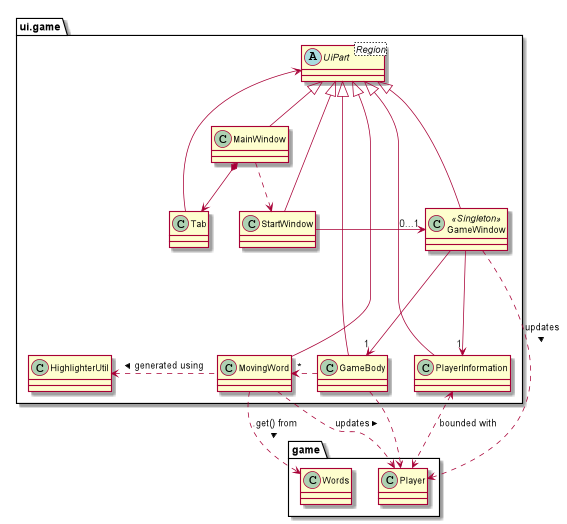 ui.game
Region
A UiPart
C MainWindow
C Tab
C StartWindow
0...1
«Singleton»
C GameWindow
updates
▼
1
1
C HighlighterUtil
◄ generated using
C MovingWord
*
C GameBody
C PlayerInformation
get() from
▼
updates ►
bounded with
game
C Words
C Player